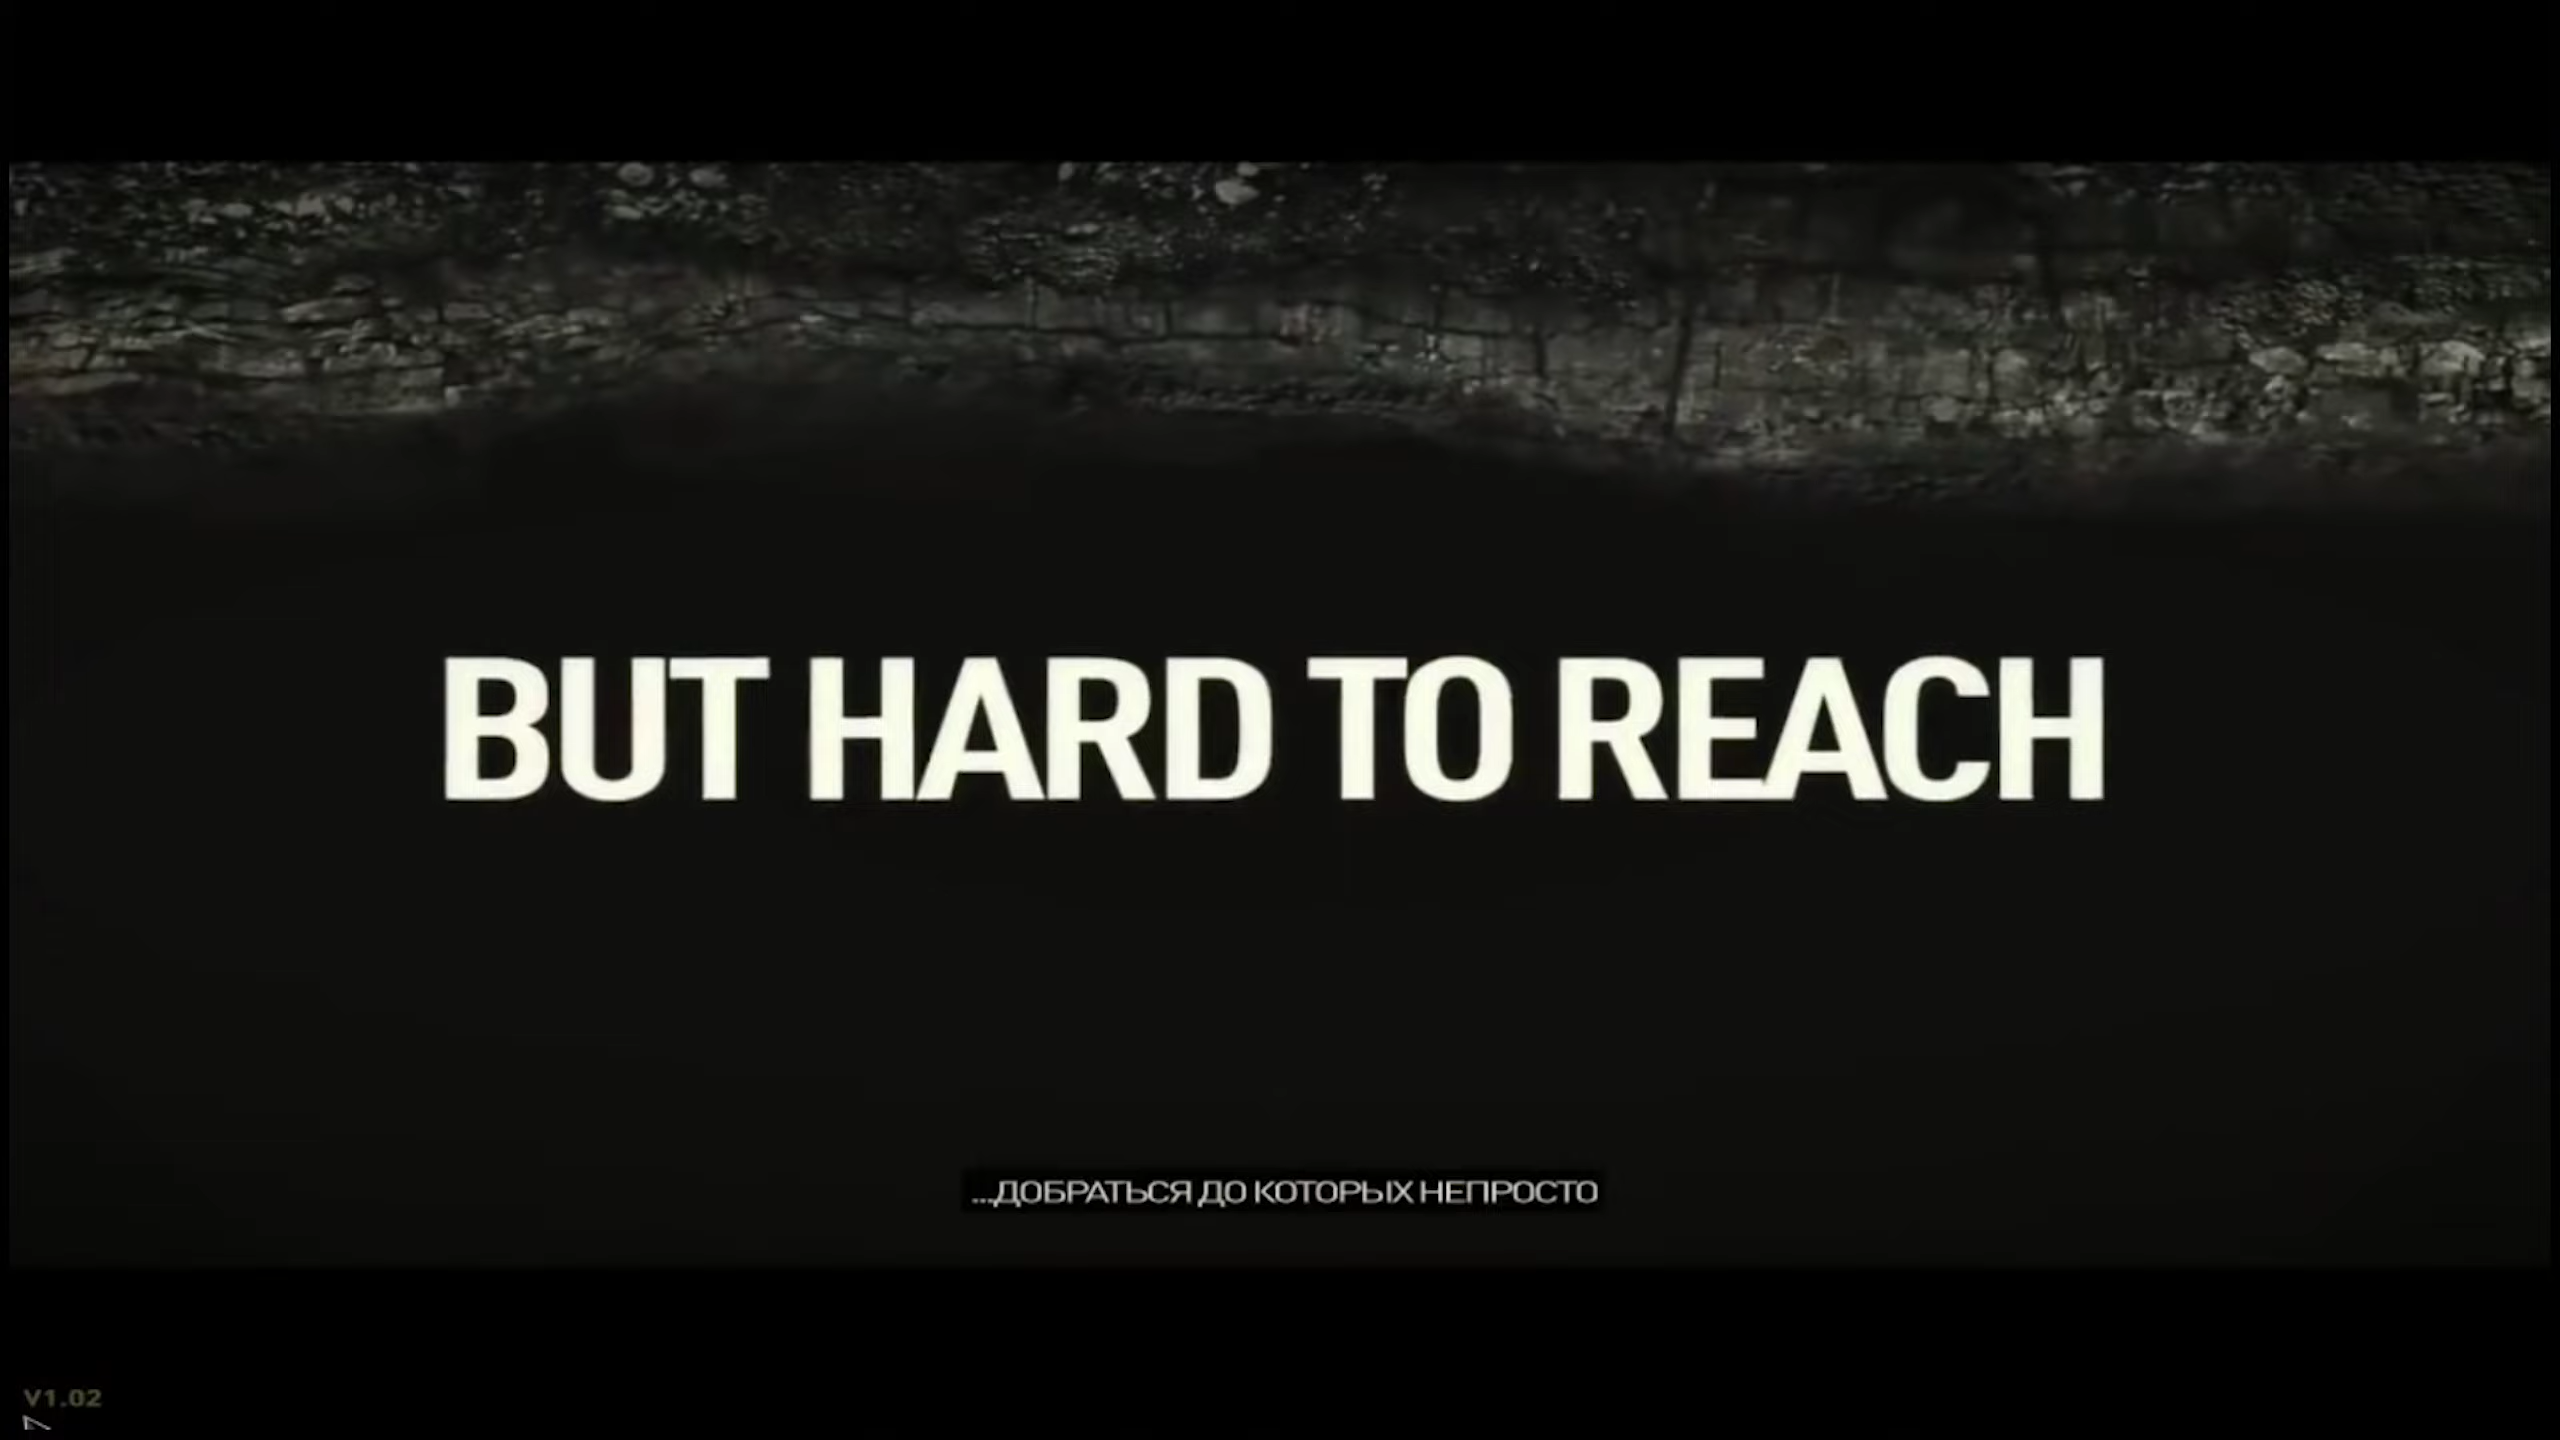 BUT HARD TO REACH
...ДОБРАТЬСЯ ДО КОТОРЫХ НЕПРОСТО
V1.02